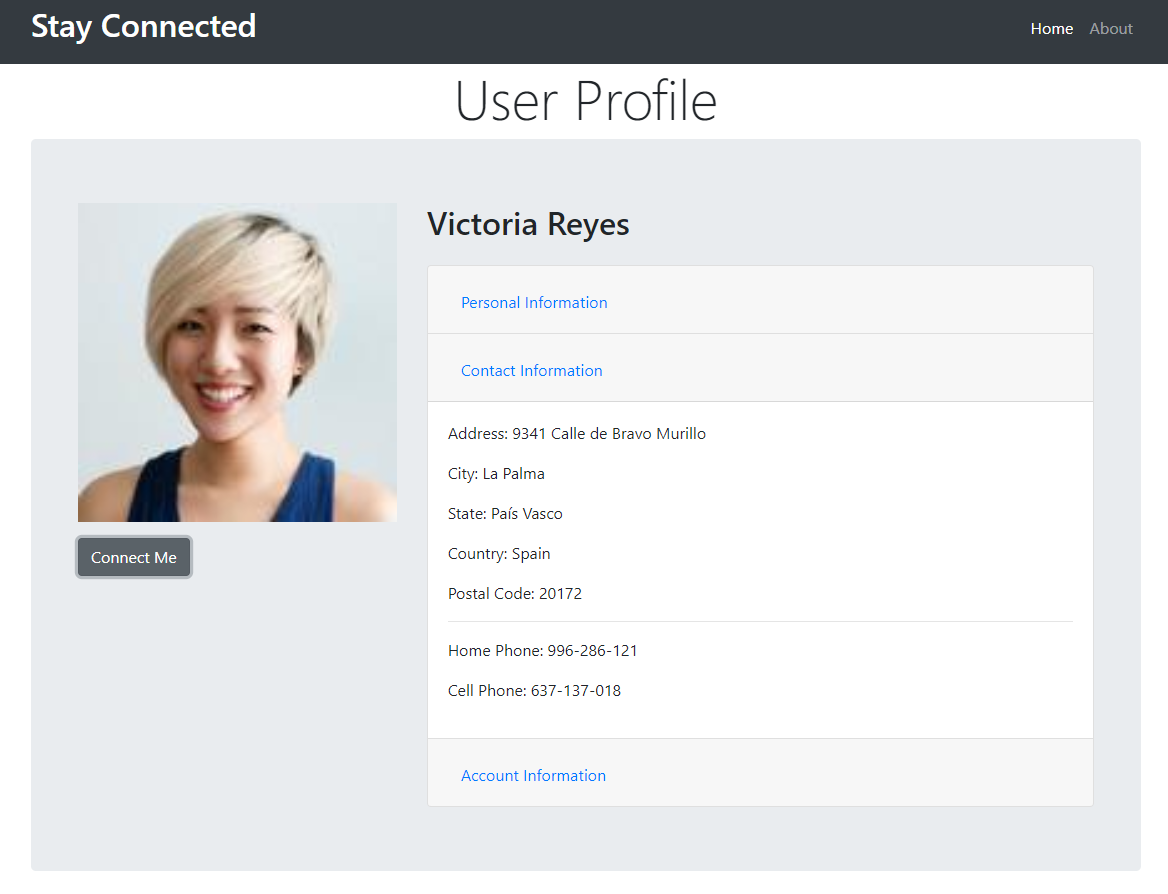 Stay Connected
Home About
User Profile
Victoria Reyes
Personal Information
Contact Information
Address: 9341 Calle de Bravo Murillo
City: La Palma
State: País Vasco
Country: Spain
Postal Code: 20172
Home Phone: 996-286-121
Cell Phone: 637-137-018
Account Information
Connect Me